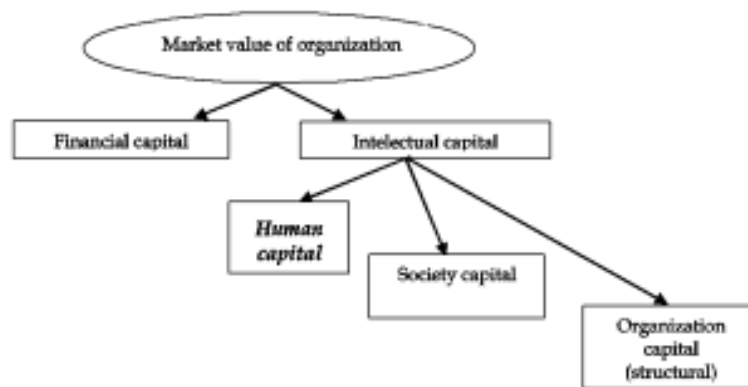 Market value of organization
Financial capital
Intelectual capital
Human
capital
Society capital
Organization
capital
(structural)